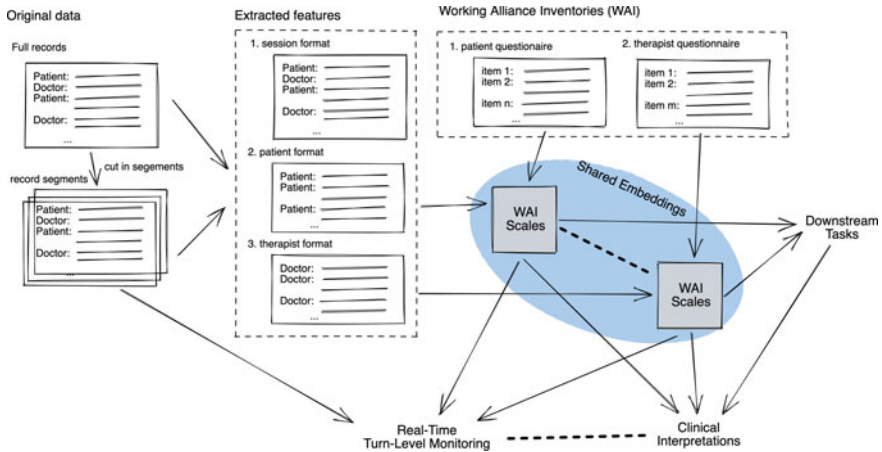 Original data
Full records
Patient:
Doctor:
Patient:
Doctor:
...
cut in segements
record segments
Patient:
Doctor:
Patient:
Doctor:
...
Extracted features
1. session format
Patient:
Doctor:
Patient:
Doctor:
...
2. patient format
Patient:
Patient:
Patient:
...
3. therapist format
Doctor:
Doctor:
Doctor:
...
Working Alliance Inventories (WAI)
1. patient questionaire
item 1:
item 2:
item n:
...
2. therapist questionnaire
item 1:
item 2:
item m:
...
Shared Embeddings
WAI
Scales
WAI
Scales
Downstream
Tasks
Real-Time
Turn-Level Monitoring
Clinical
Interpretations